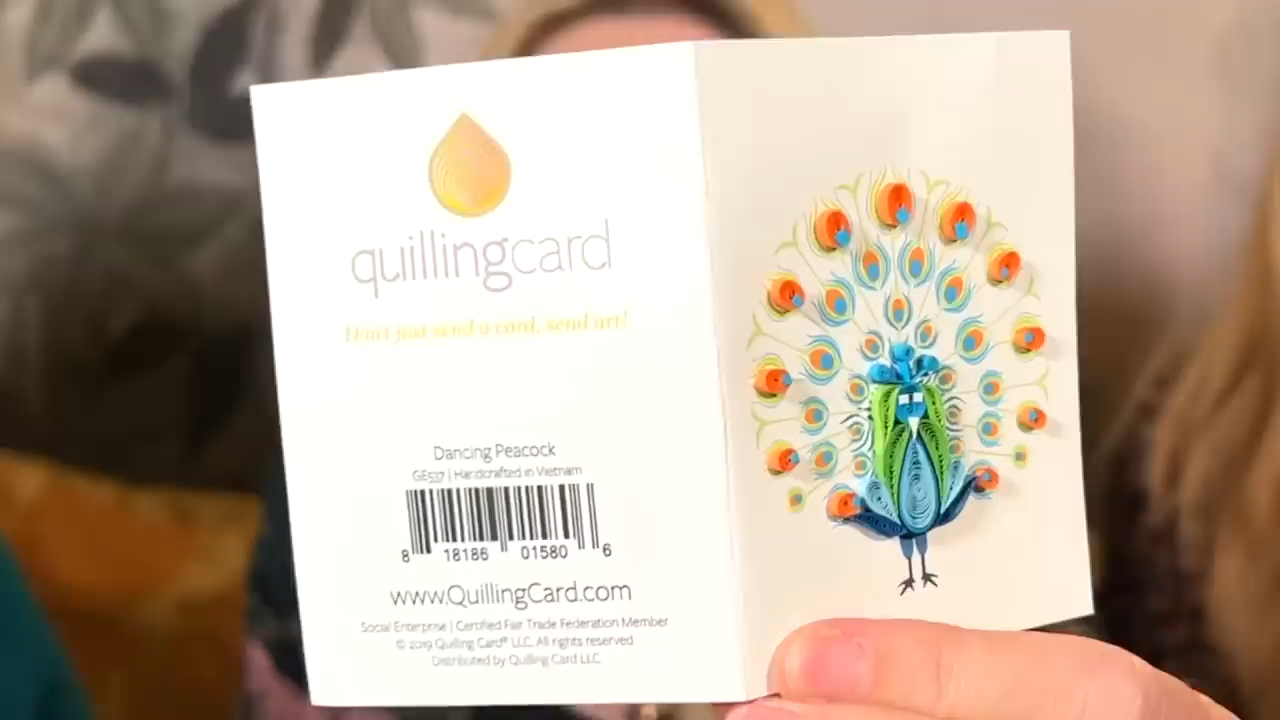 quillingcard
Don't just send a card, send art!
Dancing Peacock
GE537 | Handcrafted in Vietnam
8 18186 01580 6
www.QuillingCard.com
Social Enterprise | Certified Fair Trade Federation Member
© 2019 Quilling Card® LLC. All rights reserved
Distributed by Quilling Card LLC